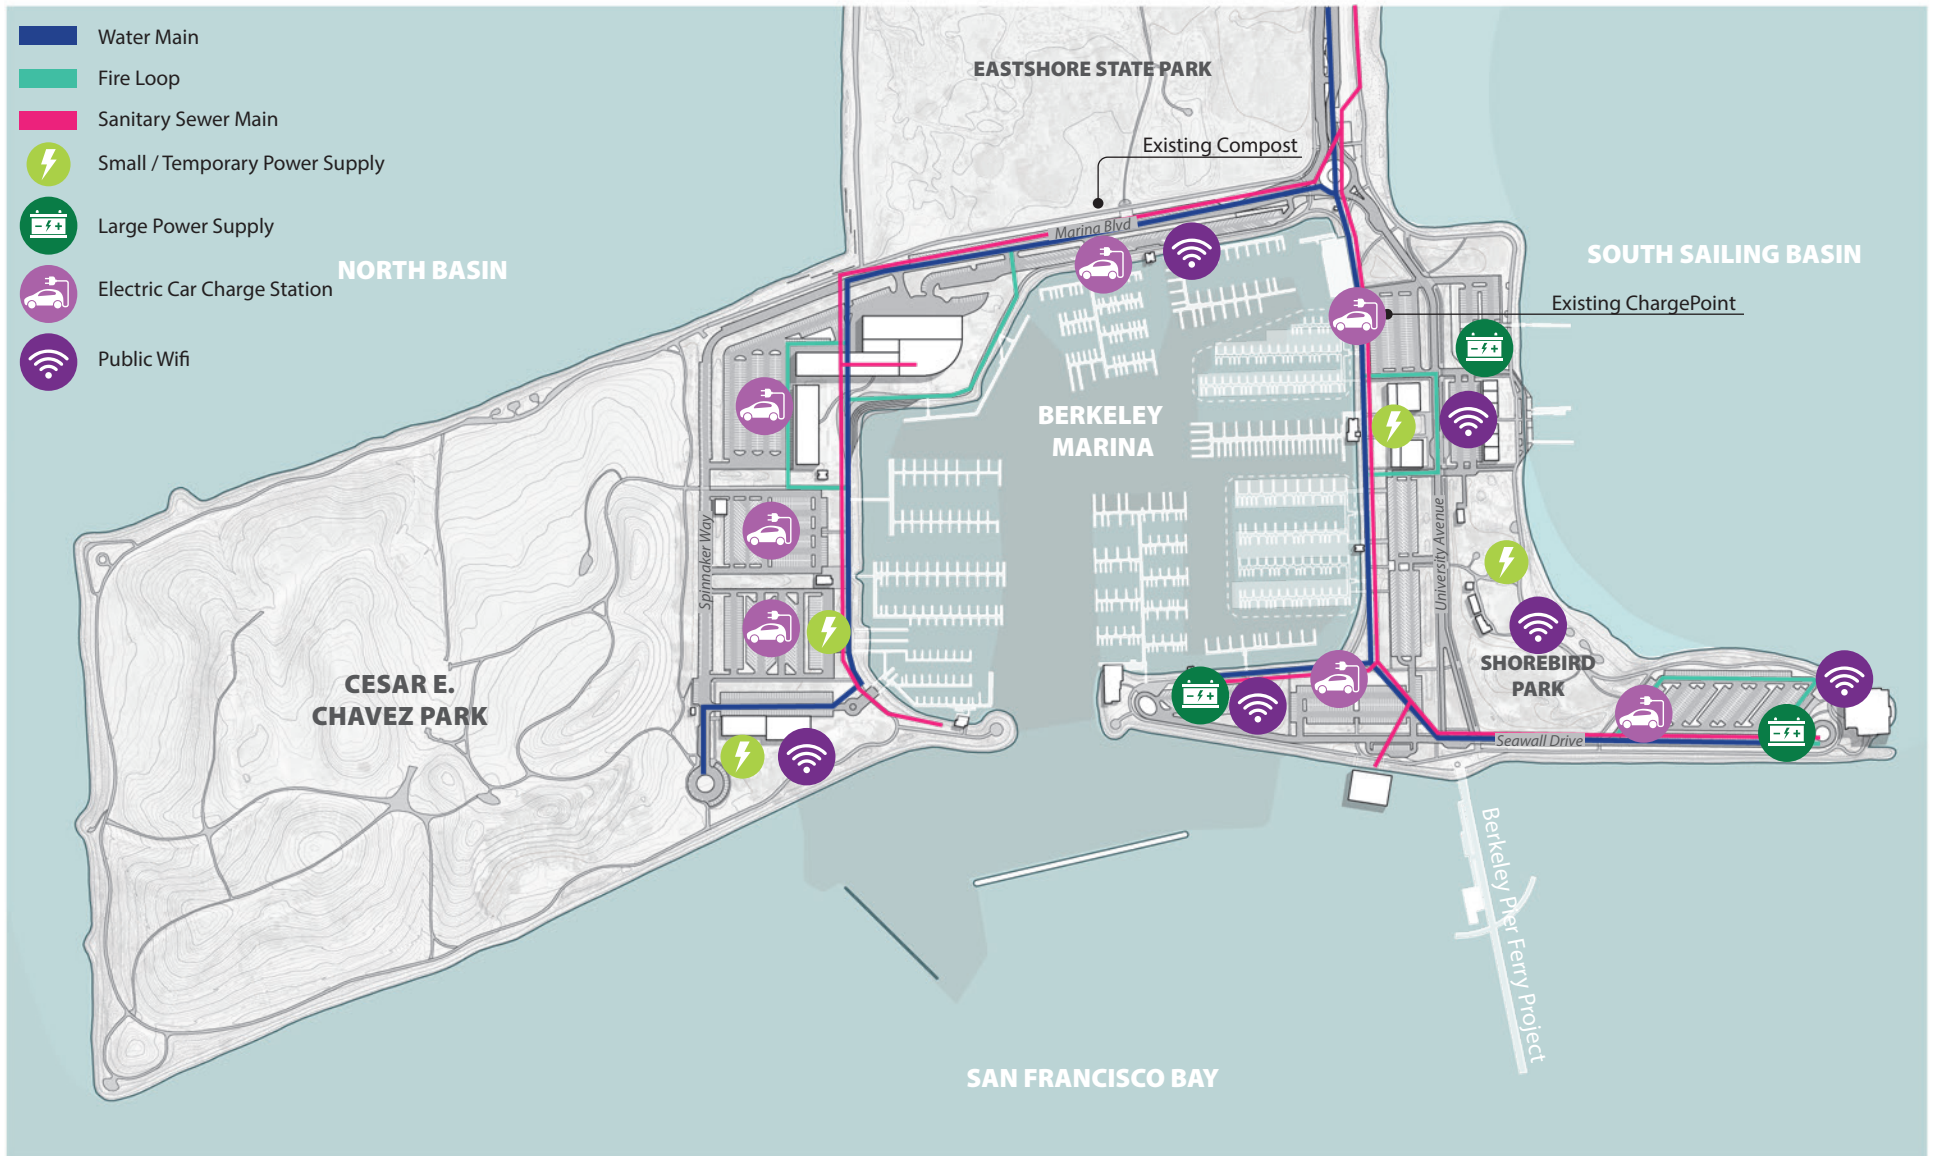 Water Main
Fire Loop
Sanitary Sewer Main
Small / Temporary Power Supply
Large Power Supply
Electric Car Charge Station
Public Wifi
EASTSHORE STATE PARK
Existing Compost
Marina Blvd
NORTH BASIN
SOUTH SAILING BASIN
Existing ChargePoint
BERKELEY
MARINA
Spinnaker Way
University Avenue
CESAR E.
CHAVEZ PARK
SHOREBIRD
PARK
Seawall Drive
Berkeley Pier Ferry Project
SAN FRANCISCO BAY